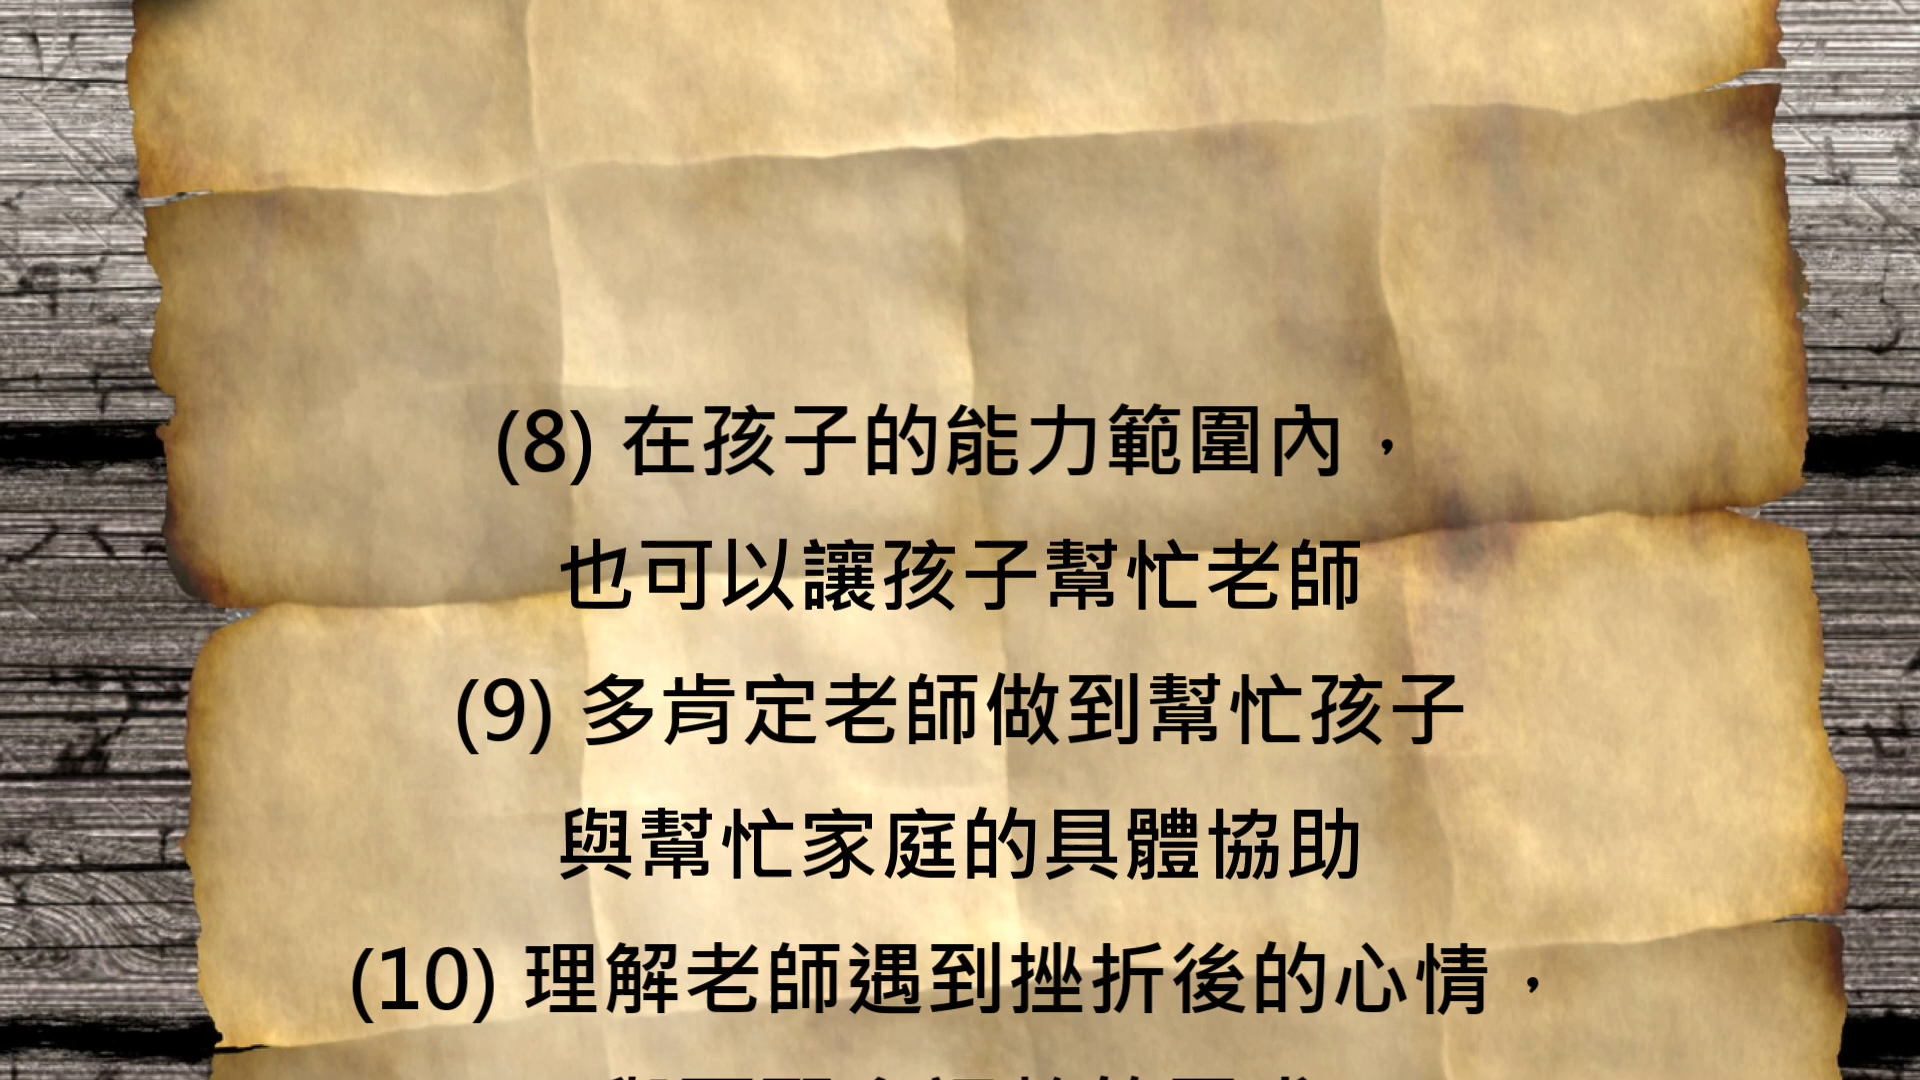 (8) 在孩子的能力範圍內，
也可以讓孩子幫忙老師
(9) 多肯定老師做到幫忙孩子
與幫忙家庭的具體協助
(10) 理解老師遇到挫折後的心情，